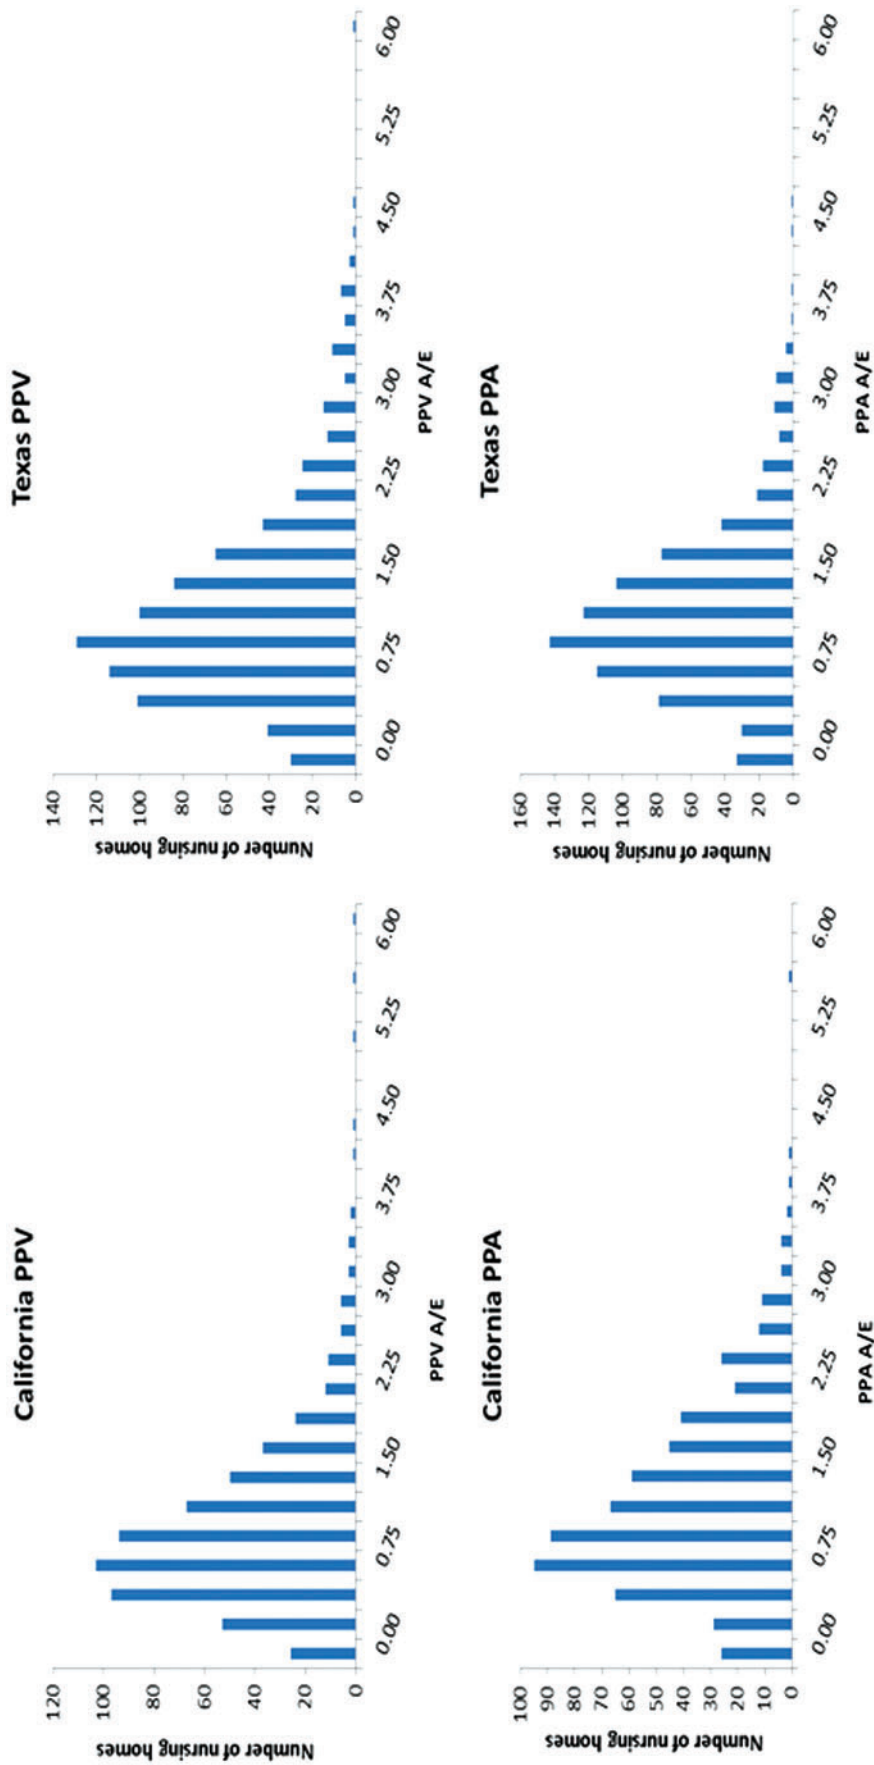 California PPV
Number of nursing homes
120
100
80
60
40
20
0
0.00 0.75 1.50 2.25 3.00 3.75 4.50 5.25 6.00
PPV A/E
Texas PPV
Number of nursing homes
140
120
100
80
60
40
20
0
0.00 0.75 1.50 2.25 3.00 3.75 4.50 5.25 6.00
PPV A/E
California PPA
Number of nursing homes
100
90
80
70
60
50
40
30
20
10
0
0.00 0.75 1.50 2.25 3.00 3.75 4.50 5.25 6.00
PPA A/E
Texas PPA
Number of nursing homes
160
140
120
100
80
60
40
20
0
0.00 0.75 1.50 2.25 3.00 3.75 4.50 5.25 6.00
PPA A/E